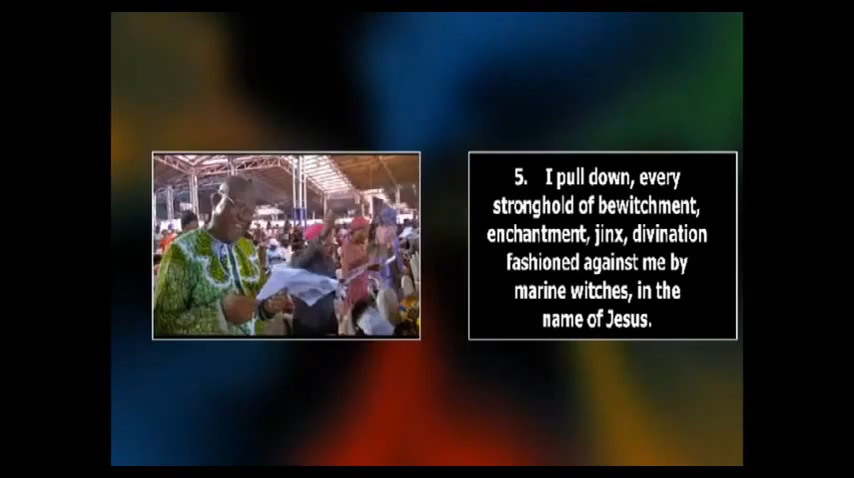 5. I pull down, every
stronghold of bewitchment,
enchantment, jinx, divination
fashioned against me by
marine witches, in the
name of Jesus.